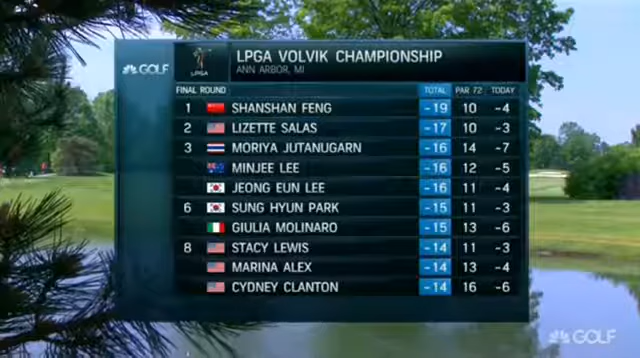 LPGA VOLVIK CHAMPIONSHIP
ANN ARBOR, MI
GOLF
LPGA
FINAL ROUND TOTAL PAR 72 TODAY
1 SHANSHAN FENG -19 10 -4
2 LIZETTE SALAS -17 10 -3
3 MORIYA JUTANUGARN -16 14 -7
MINJEE LEE -16 12 -5
JEONG EUN LEE -16 11 -4
6 SUNG HYUN PARK -15 11 -3
GIULIA MOLINARO -15 13 -6
8 STACY LEWIS -14 11 -3
MARINA ALEX -14 13 -4
CYDNEY CLANTON -14 16 -6
GOLF